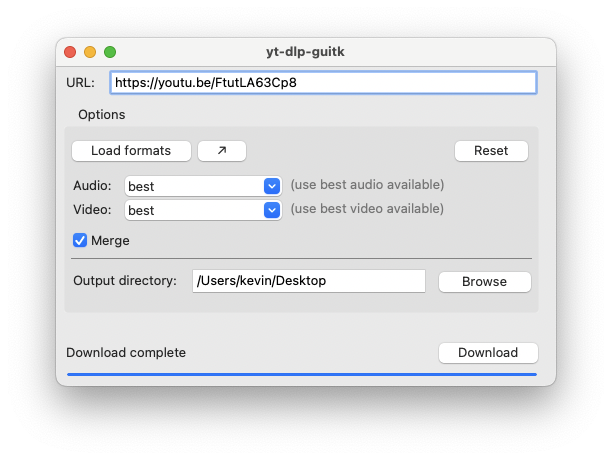 yt-dlp-guitk
URL: https://youtu.be/FtutLA63Cp8
Options
Load formats ↗ Reset
Audio: best (use best audio available)
Video: best (use best video available)
Merge
Output directory: /Users/kevin/Desktop Browse
Download complete Download